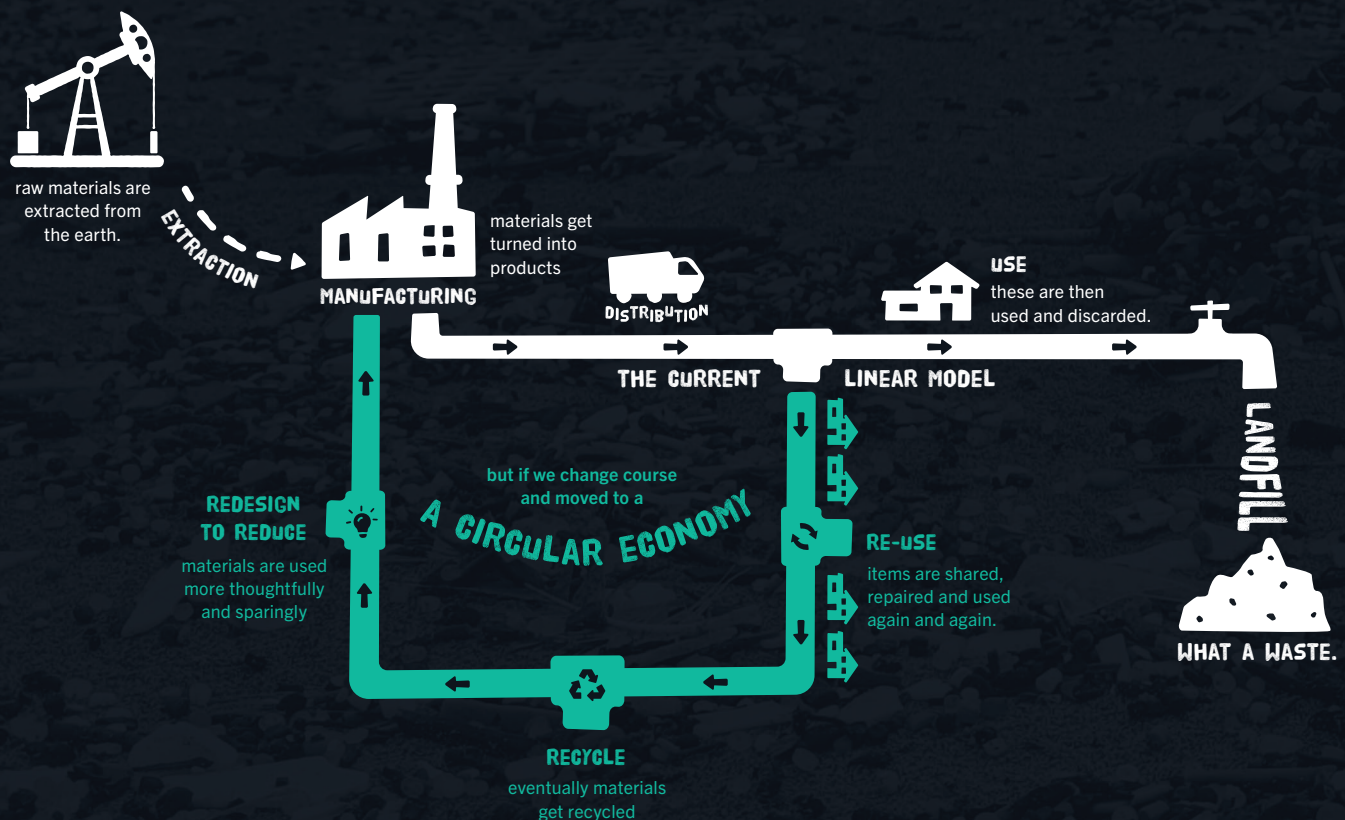 raw materials are
extracted from
the earth.
EXTRACTION
materials get
turned into
products
MANUFACTURING
DISTRIBUTION
USE
these are then
used and discarded.
THE CURRENT LINEAR MODEL
LANDFILL
WHAT A WASTE.
but if we change course
and moved to a
A CIRCULAR ECONOMY
RE-USE
items are shared,
repaired and used
again and again.
RECYCLE
eventually materials
get recycled
REDESIGN
TO REDUCE
materials are used
more thoughtfully
and sparingly